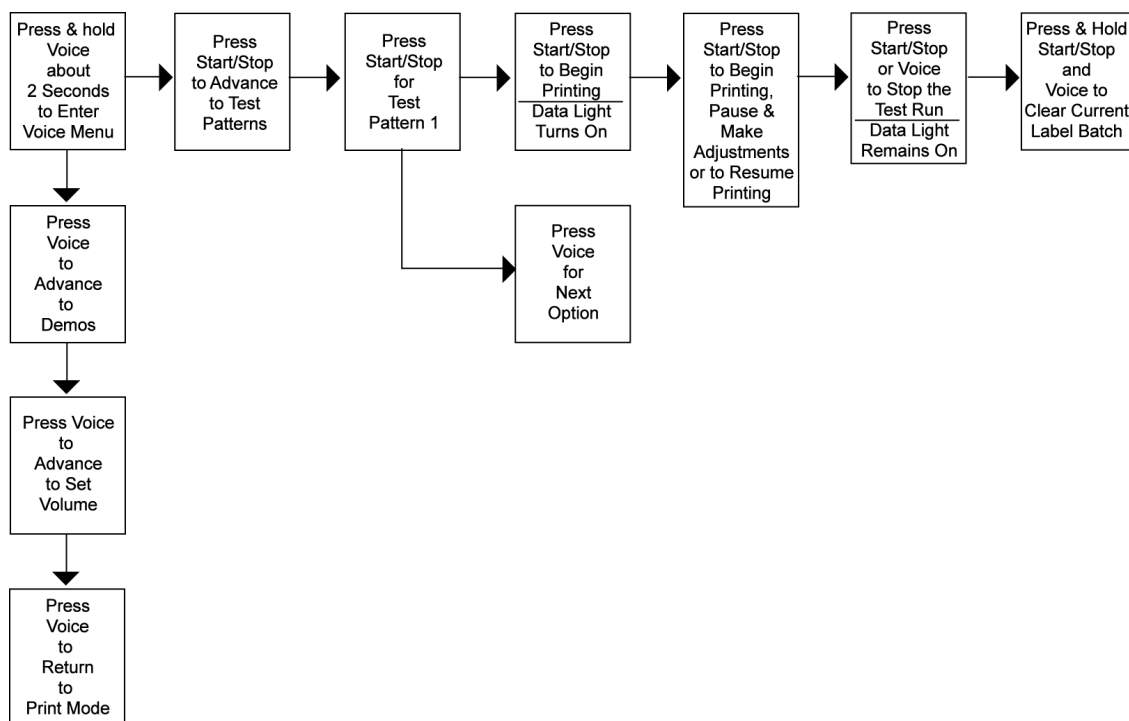 Press & hold
Voice
about
2 Seconds
to Enter
Voice Menu
Press
Start/Stop
to Advance
to Test
Patterns
Press
Start/Stop
for
Test
Pattern 1
Press
Start/Stop
to Begin
Printing
Data Light
Turns On
Press
Start/Stop
to Begin
Printing,
Pause &
Make
Adjustments
or to Resume
Printing
Press
Start/Stop
or Voice
to Stop the
Test Run
Data Light
Remains On
Press & Hold
Start/Stop
and
Voice to
Clear Current
Label Batch
Press
Voice
to
Advance
to
Demos
Press
Voice
for
Next
Option
Press Voice
to
Advance
to Set
Volume
Press
Voice
to
Return
to
Print Mode